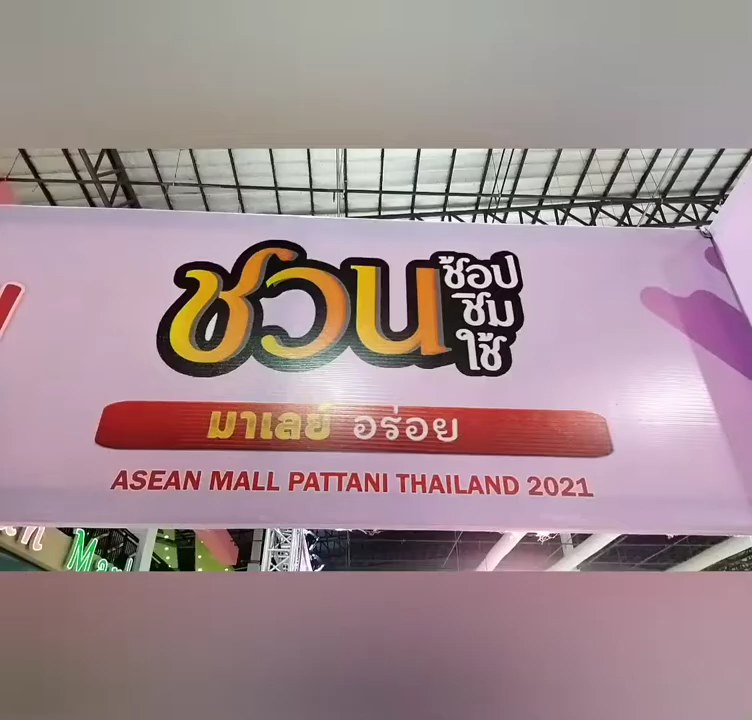 ชวน ช้อป
ชิม
ใช้
มาเลย์ อร่อย
ASEAN MALL PATTANI THAILAND 2021